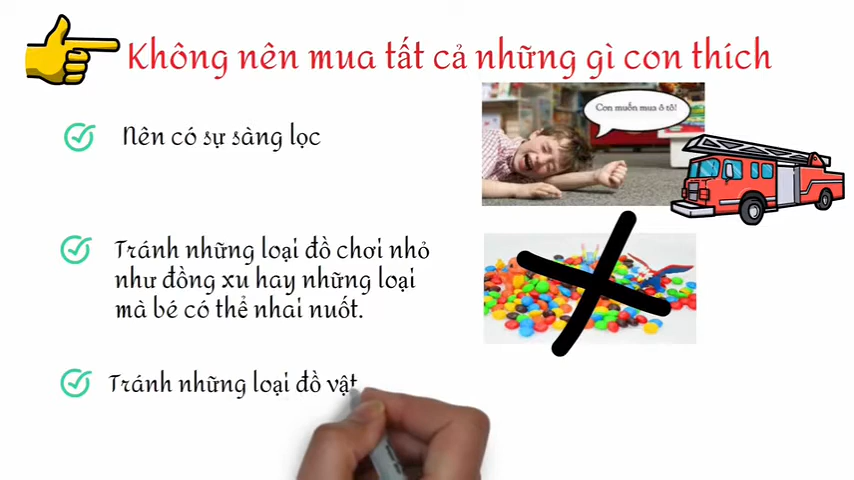 Không nên mua tất cả những gì con thích
Con muốn mua ô tô!
Nên có sự sàng lọc
Tránh những loại đồ chơi nhỏ
như đồng xu hay những loại
mà bé có thể nhai nuốt.
Tránh những loại đồ vật